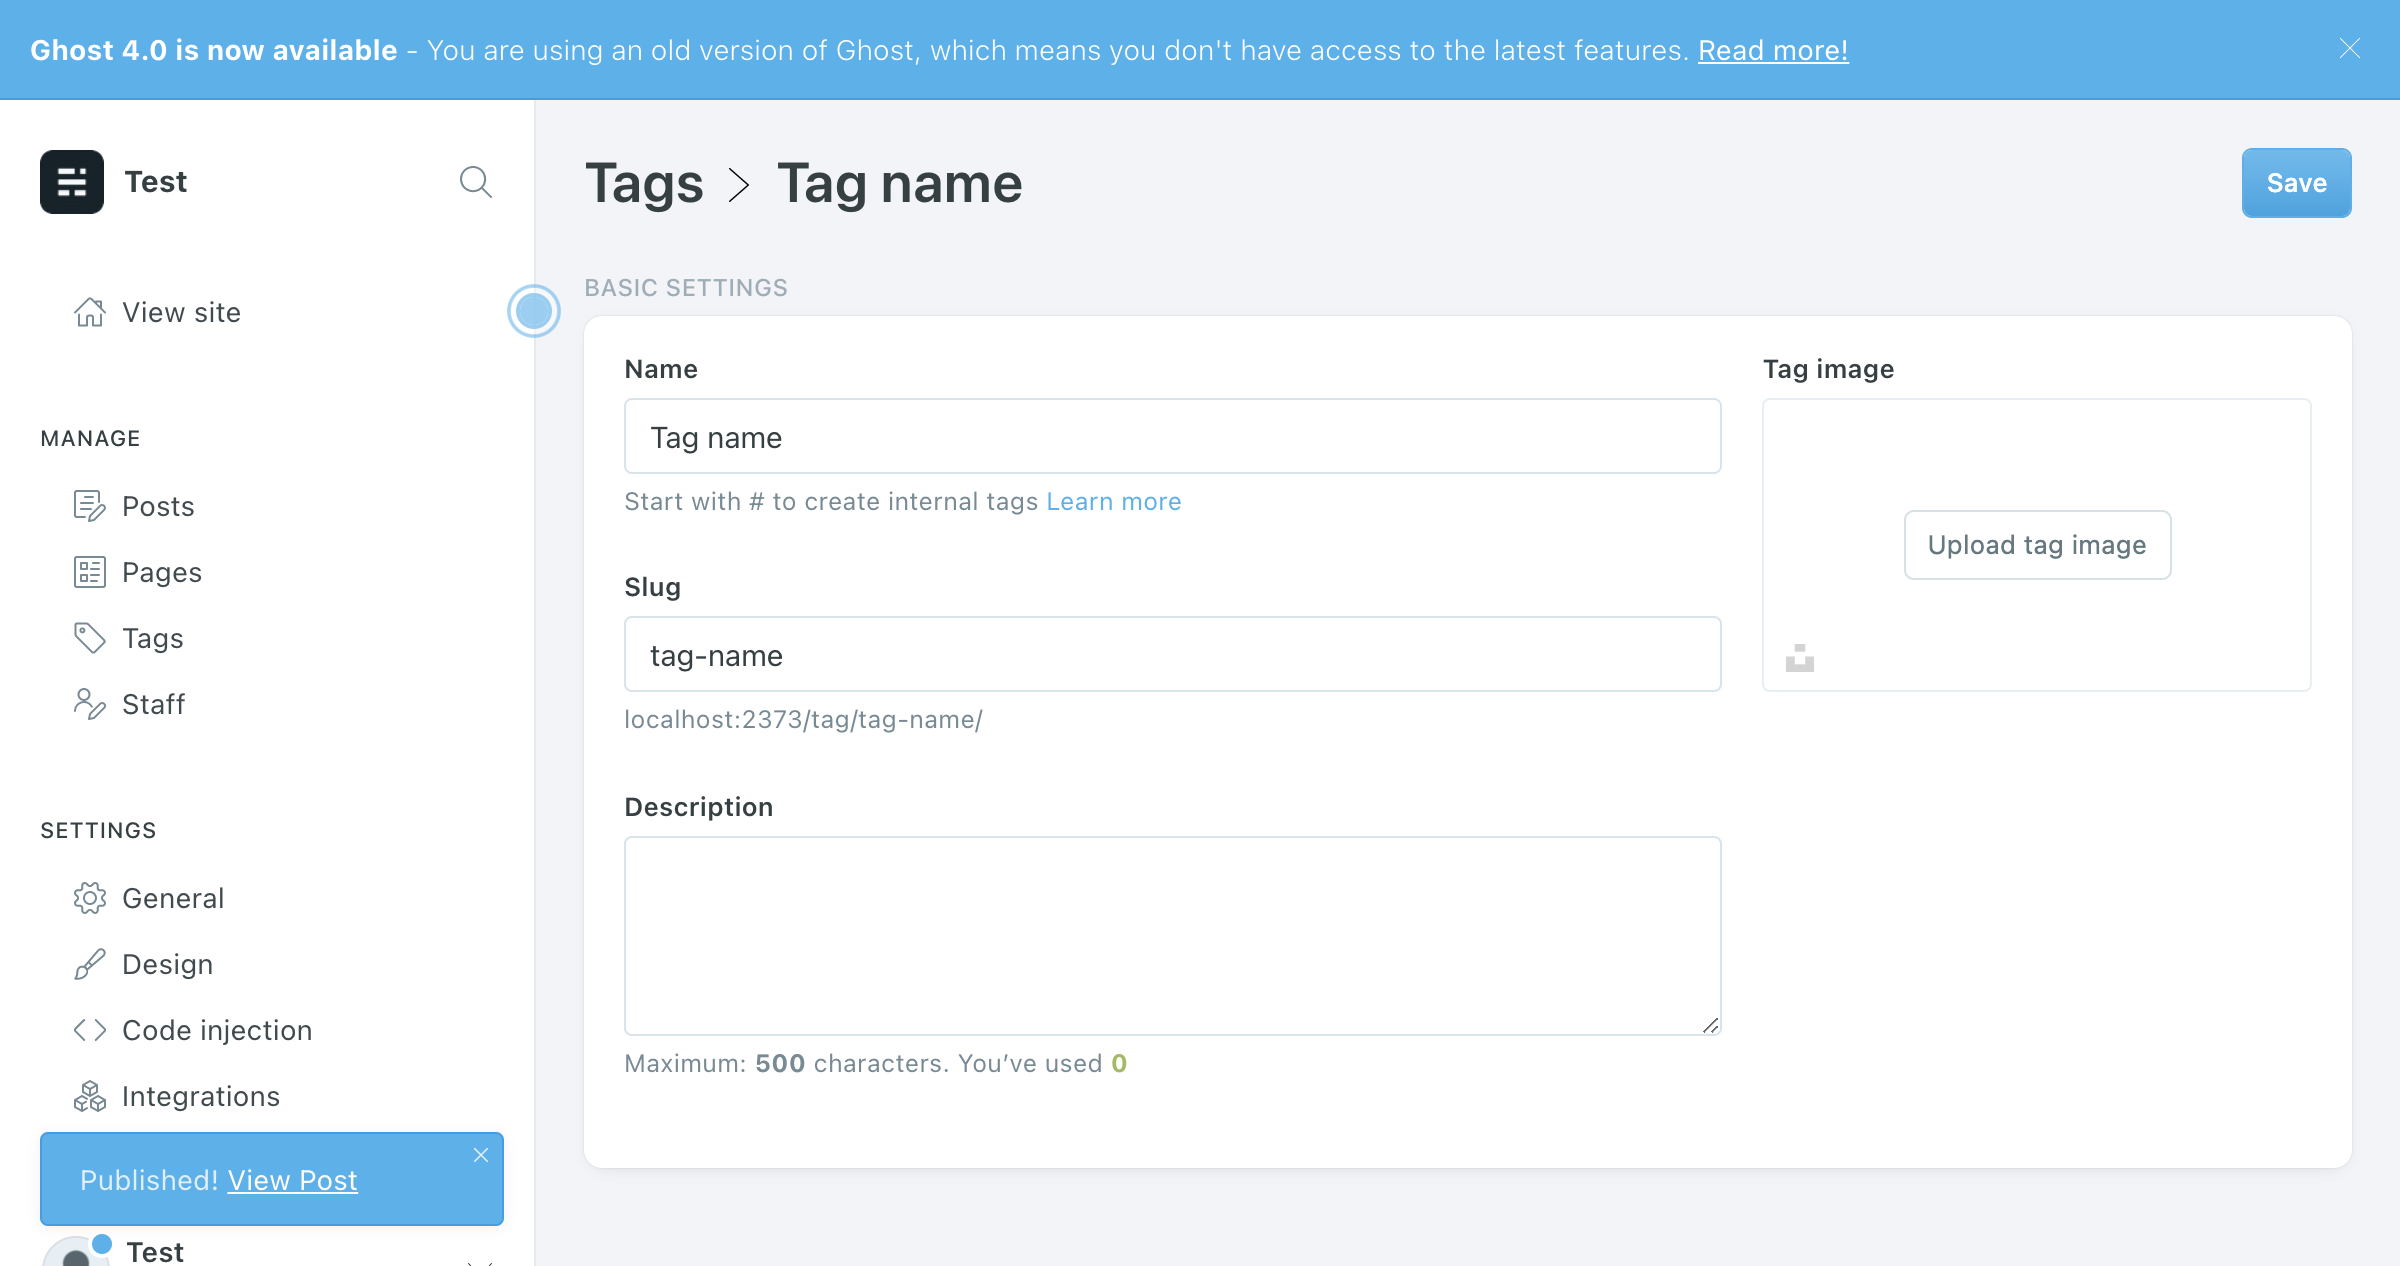 Ghost 4.0 is now available - You are using an old version of Ghost, which means you don't have access to the latest features. Read more!
Test
View site
MANAGE
Posts
Pages
Tags
Staff
SETTINGS
General
Design
Code injection
Integrations
Published! View Post
Test
Tags > Tag name
Save
BASIC SETTINGS
Name
Tag name
Start with # to create internal tags Learn more
Slug
tag-name
localhost:2373/tag/tag-name/
Description
Maximum: 500 characters. You’ve used 0
Tag image
Upload tag image